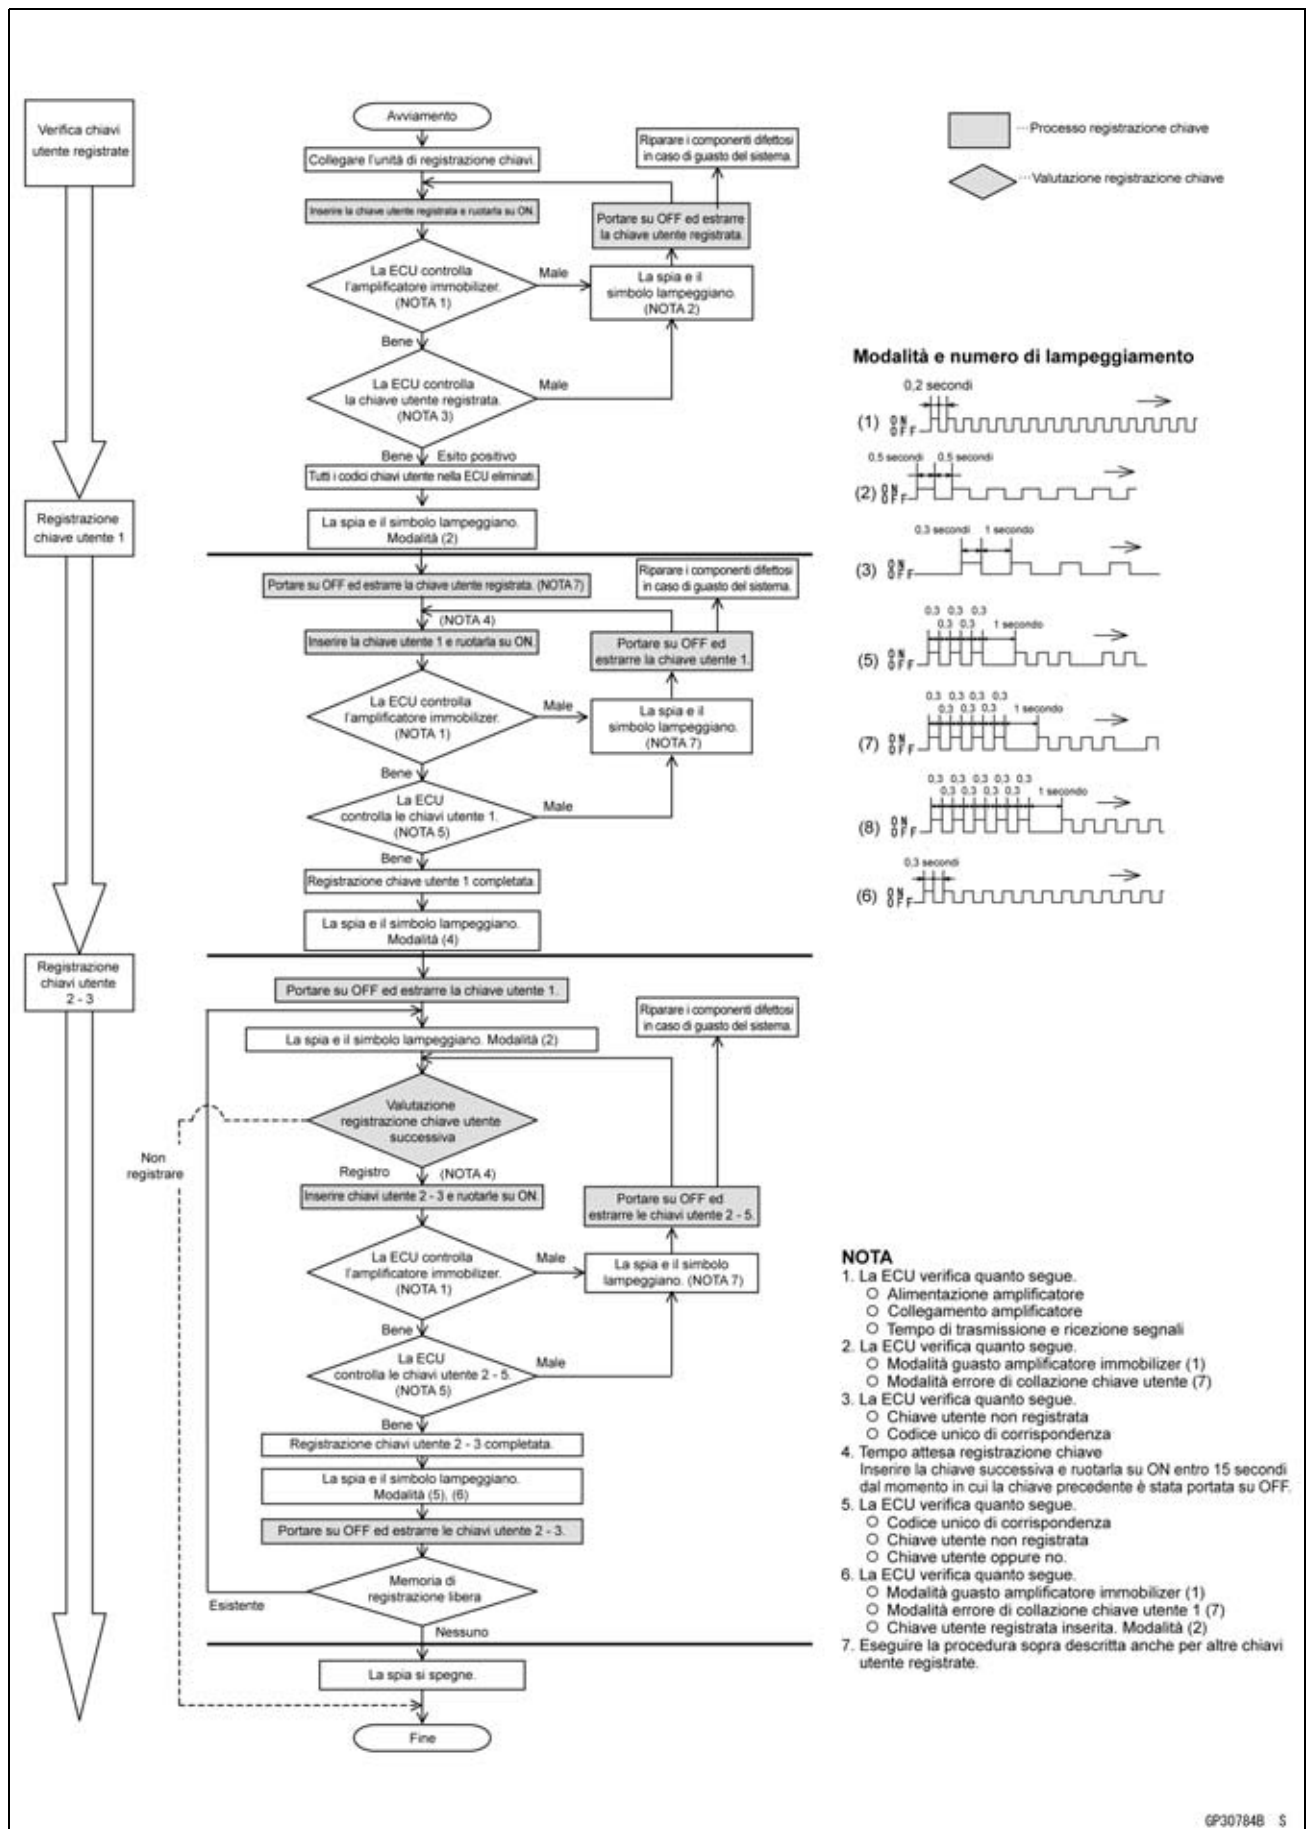 Verifica chiavi
utente registrate
Avviamento
Collegare l'unità di registrazione chiavi.
Riparare i componenti difettosi
in caso di guasto del sistema.
Inserire la chiave utente registrata e ruotarla su ON.
Portare su OFF ed estrarre
la chiave utente registrata.
La ECU controlla
l'amplificatore immobilizer.
(NOTA 1)
Male
La spia e il
simbolo lampeggiano.
(NOTA 2)
Bene
La ECU controlla
la chiave utente registrata.
(NOTA 3)
Male
Bene
Esito positivo
Tutti i codici chiavi utente nella ECU eliminati.
La spia e il simbolo lampeggiano.
Modalità (2)
Registrazione
chiave utente 1
Portare su OFF ed estrarre la chiave utente registrata. (NOTA 7)
Riparare i componenti difettosi
in caso di guasto del sistema.
(NOTA 4)
Inserire la chiave utente 1 e ruotarla su ON.
Portare su OFF ed
estrarre la chiave utente 1.
La ECU controlla
l'amplificatore immobilizer.
(NOTA 1)
Male
La spia e il
simbolo lampeggiano.
(NOTA 7)
Bene
La ECU
controlla le chiavi utente 1.
(NOTA 5)
Male
Bene
Registrazione chiave utente 1 completata.
La spia e il simbolo lampeggiano.
Modalità (4)
Registrazione
chiavi utente
2 - 3
Portare su OFF ed estrarre la chiave utente 1.
Riparare i componenti difettosi
in caso di guasto del sistema.
La spia e il simbolo lampeggiano. Modalità (2)
Valutazione
registrazione chiave utente
successiva
Non
registrare
Registro
(NOTA 4)
Inserire chiavi utente 2 - 3 e ruotarle su ON.
Portare su OFF ed
estrarre le chiavi utente 2 - 5.
La ECU controlla
l'amplificatore immobilizer.
(NOTA 1)
Male
La spia e il simbolo
lampeggiano. (NOTA 7)
Bene
La ECU
controlla le chiavi utente 2 - 5.
(NOTA 5)
Male
Bene
Registrazione chiavi utente 2 - 3 completata.
La spia e il simbolo lampeggiano.
Modalità (5), (6)
Portare su OFF ed estrarre le chiavi utente 2 - 3.
Memoria di
registrazione libera
Esistente
Nessuno
La spia si spegne.
Fine
···Processo registrazione chiave
···Valutazione registrazione chiave
Modalità e numero di lampeggiamento
0,2 secondi
(1) ON
OFF
0,5 secondi 0,5 secondi
(2) ON
OFF
0,3 secondi 1 secondo
(3) ON
OFF
0,3 0,3 0,3
0,3 0,3 1 secondo
(5) ON
OFF
0,3 0,3 0,3 0,3
0,3 0,3 0,3 1 secondo
(7) ON
OFF
0,3 0,3 0,3 0,3 0,3
0,3 0,3 0,3 0,3 1 secondo
(8) ON
OFF
0,3 secondi
(6) ON
OFF
NOTA
1. La ECU verifica quanto segue.
○ Alimentazione amplificatore
○ Collegamento amplificatore
○ Tempo di trasmissione e ricezione segnali
2. La ECU verifica quanto segue.
○ Modalità guasto amplificatore immobilizer (1)
○ Modalità errore di collazione chiave utente (7)
3. La ECU verifica quanto segue.
○ Chiave utente non registrata
○ Codice unico di corrispondenza
4. Tempo attesa registrazione chiave
Inserire la chiave successiva e ruotarla su ON entro 15 secondi
dal momento in cui la chiave precedente è stata portata su OFF.
5. La ECU verifica quanto segue.
○ Codice unico di corrispondenza
○ Chiave utente non registrata
○ Chiave utente oppure no.
6. La ECU verifica quanto segue.
○ Modalità guasto amplificatore immobilizer (1)
○ Modalità errore di collazione chiave utente 1 (7)
○ Chiave utente registrata inserita. Modalità (2)
7. Eseguire la procedura sopra descritta anche per altre chiavi
utente registrate.
GP30784B S